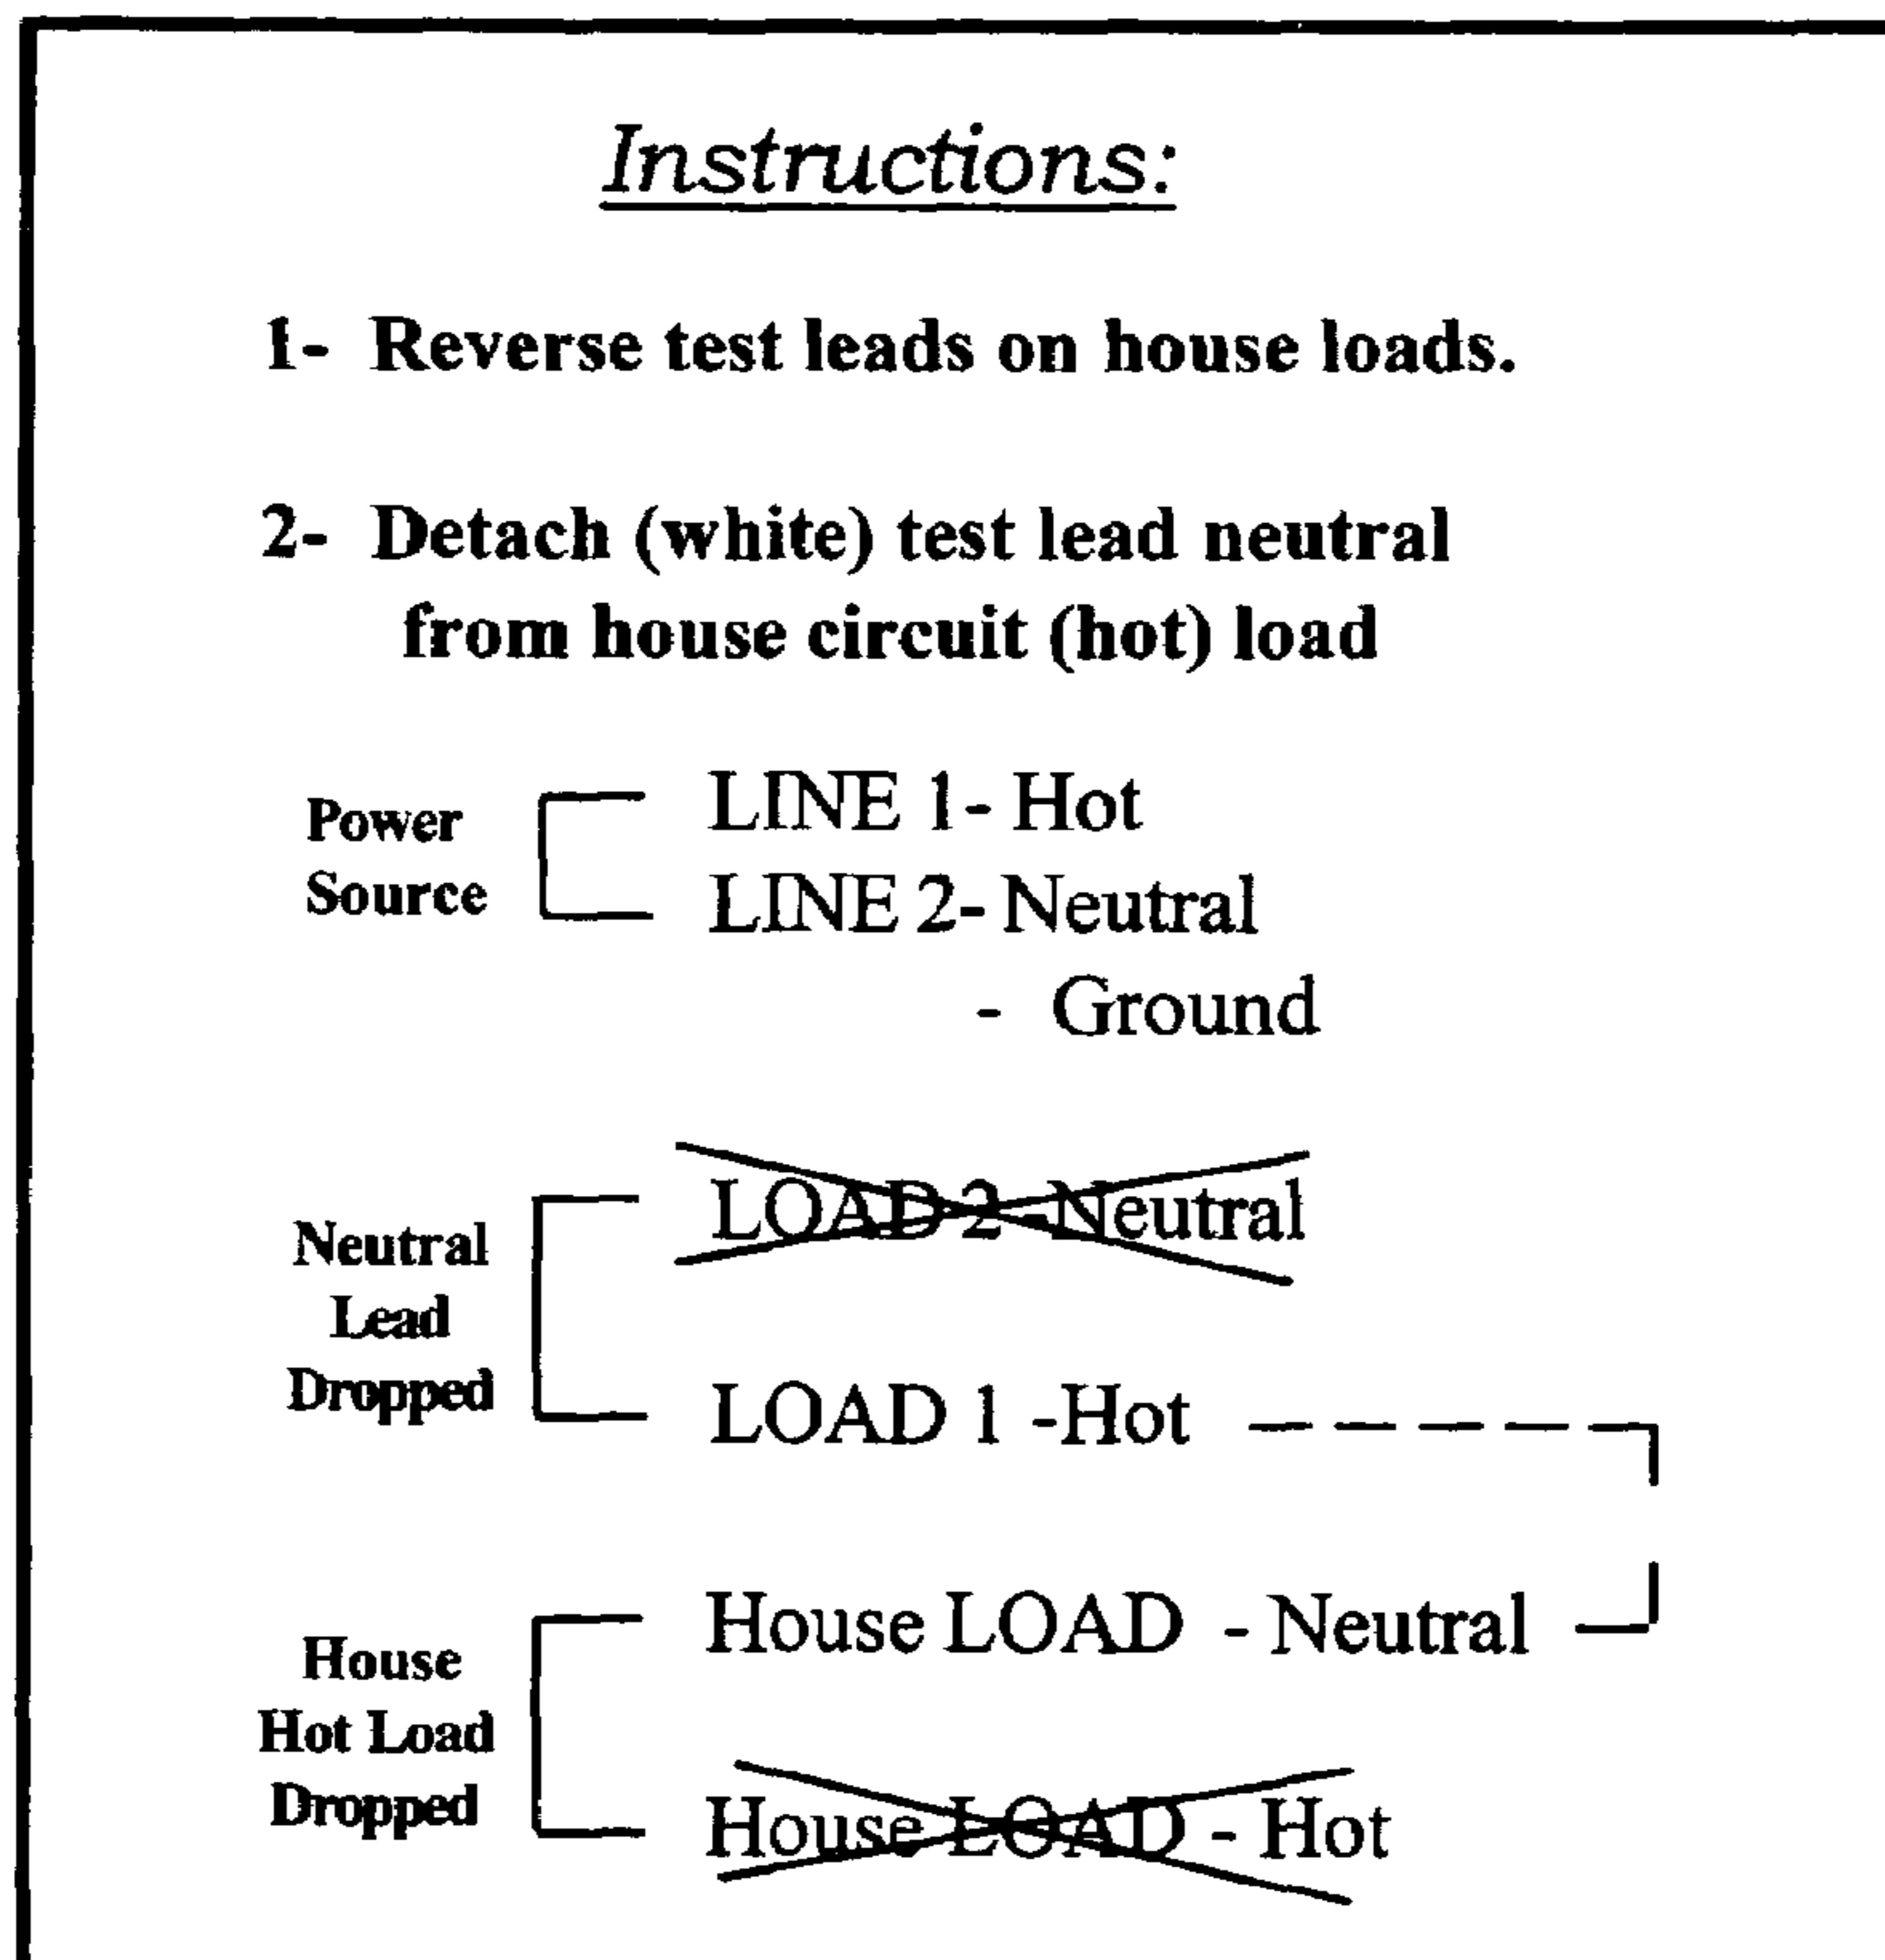 Instructions:
1- Reverse test leads on house loads.
2- Detach (white) test lead neutral
from house circuit (hot) load
Power
Source
LINE 1- Hot
LINE 2- Neutral
- Ground
Neutral
Lead
Dropped
LOAD 2 -Neutral
LOAD 1 -Hot
House
Hot Load
Dropped
House LOAD - Neutral
House LOAD - Hot